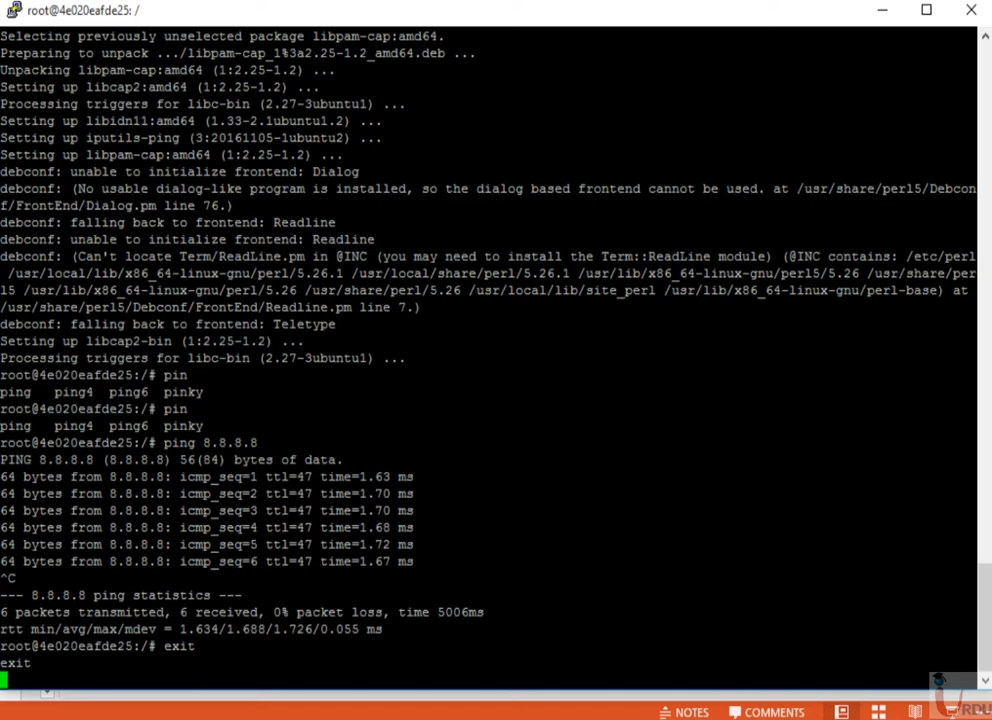 root@4e020eafde25: /
Selecting previously unselected package libpam-cap:amd64.
Preparing to unpack .../libpam-cap_1%3a2.25-1.2_amd64.deb ...
Unpacking libpam-cap:amd64 (1:2.25-1.2) ...
Setting up libcap2:amd64 (1:2.25-1.2) ...
Processing triggers for libc-bin (2.27-3ubuntu1) ...
Setting up libidn11:amd64 (1.33-2.1ubuntu1.2) ...
Setting up iputils-ping (3:20161105-1ubuntu2) ...
Setting up libpam-cap:amd64 (1:2.25-1.2) ...
debconf: unable to initialize frontend: Dialog
debconf: (No usable dialog-like program is installed, so the dialog based frontend cannot be used. at /usr/share/perl5/Debcon
f/FrontEnd/Dialog.pm line 76.)
debconf: falling back to frontend: Readline
debconf: unable to initialize frontend: Readline
debconf: (Can't locate Term/ReadLine.pm in @INC (you may need to install the Term::ReadLine module) (@INC contains: /etc/perl
/usr/local/lib/x86_64-linux-gnu/perl/5.26.1 /usr/local/share/perl/5.26.1 /usr/lib/x86_64-linux-gnu/perl5/5.26 /usr/share/per
l5 /usr/lib/x86_64-linux-gnu/perl/5.26 /usr/share/perl/5.26 /usr/local/lib/site_perl /usr/lib/x86_64-linux-gnu/perl-base) at
/usr/share/perl5/Debconf/FrontEnd/Readline.pm line 7.)
debconf: falling back to frontend: Teletype
Setting up libcap2-bin (1:2.25-1.2) ...
Processing triggers for libc-bin (2.27-3ubuntu1) ...
root@4e020eafde25:/# pin
ping   ping4  ping6  pinky
root@4e020eafde25:/# pin
ping   ping4  ping6  pinky
root@4e020eafde25:/# ping 8.8.8.8
PING 8.8.8.8 (8.8.8.8) 56(84) bytes of data.
64 bytes from 8.8.8.8: icmp_seq=1 ttl=47 time=1.63 ms
64 bytes from 8.8.8.8: icmp_seq=2 ttl=47 time=1.70 ms
64 bytes from 8.8.8.8: icmp_seq=3 ttl=47 time=1.70 ms
64 bytes from 8.8.8.8: icmp_seq=4 ttl=47 time=1.68 ms
64 bytes from 8.8.8.8: icmp_seq=5 ttl=47 time=1.72 ms
64 bytes from 8.8.8.8: icmp_seq=6 ttl=47 time=1.67 ms
^C
--- 8.8.8.8 ping statistics ---
6 packets transmitted, 6 received, 0% packet loss, time 5006ms
rtt min/avg/max/mdev = 1.634/1.688/1.726/0.055 ms
root@4e020eafde25:/# exit
exit
NOTES COMMENTS